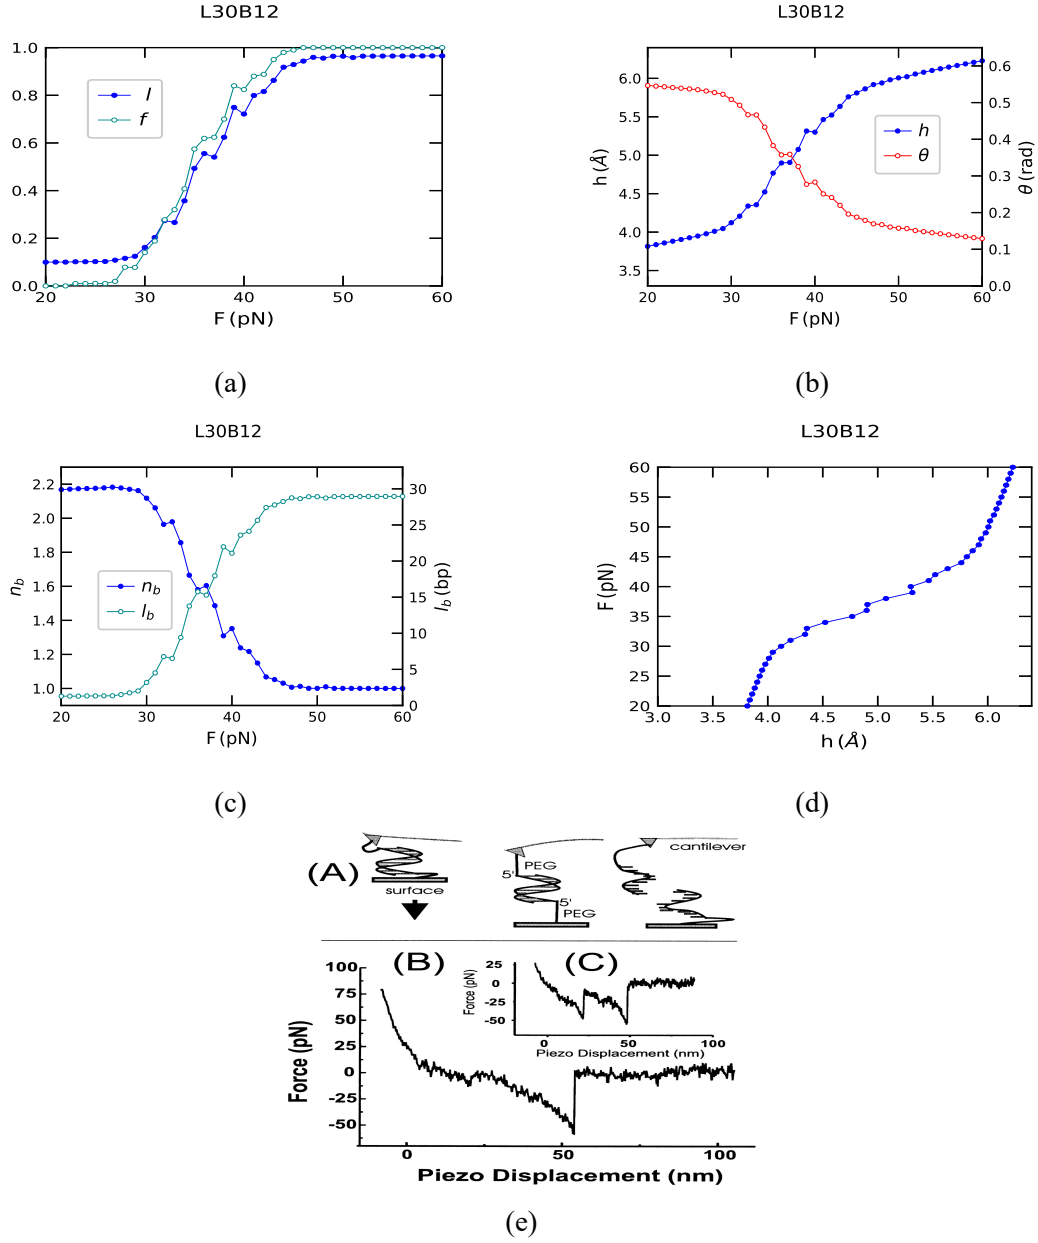 L30B12
1.0
0.8
0.6
0.4
0.2
0.0
l
f
20 30 40 50 60
F (pN)
(a)
L30B12
6.0
5.5
5.0
4.5
4.0
3.5
h (Å)
h
θ
0.6
0.5
0.4
0.3
0.2
0.1
0.0
θ (rad)
20 30 40 50 60
F (pN)
(b)
L30B12
2.2
2.0
1.8
1.6
1.4
1.2
1.0
n_b
n_b
l_b
30
25
20
15
10
5
0
l_b (bp)
20 30 40 50 60
F (pN)
(c)
L30B12
60
55
50
45
40
35
30
25
20
F (pN)
3.0 3.5 4.0 4.5 5.0 5.5 6.0
h (Å)
(d)
(A)
surface
PEG
5'
5'
PEG
cantilever
(B)
100
75
50
25
0
-25
-50
Force (pN)
0 50 100
Piezo Displacement (nm)
(C)
25
0
-25
-50
Force (pN)
0 50 100
Piezo Displacement (nm)
(e)